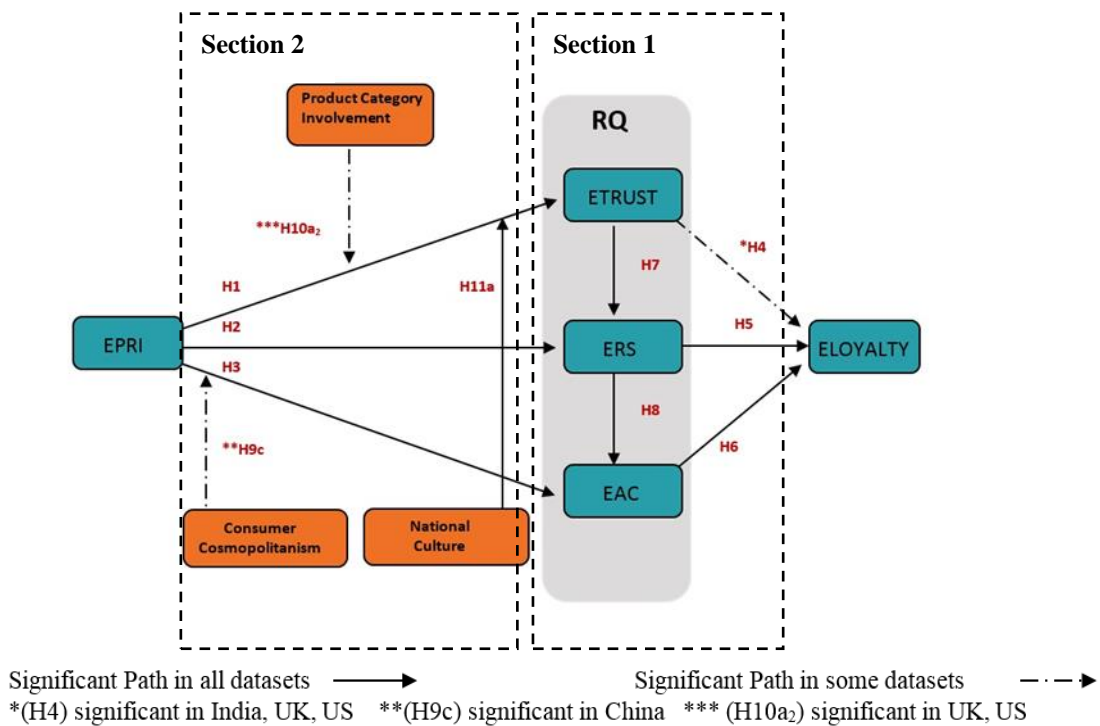 Section 2
Section 1
Product Category
Involvement
RQ
ETRUST
***H10a₂
*H4
H7
H1
H11a
H2
H5
EPRI
ERS
ELOYALTY
H3
H8
**H9c
H6
EAC
Consumer
Cosmopolitanism
National
Culture
Significant Path in all datasets
Significant Path in some datasets
*(H4) significant in India, UK, US **(H9c) significant in China *** (H10a₂) significant in UK, US